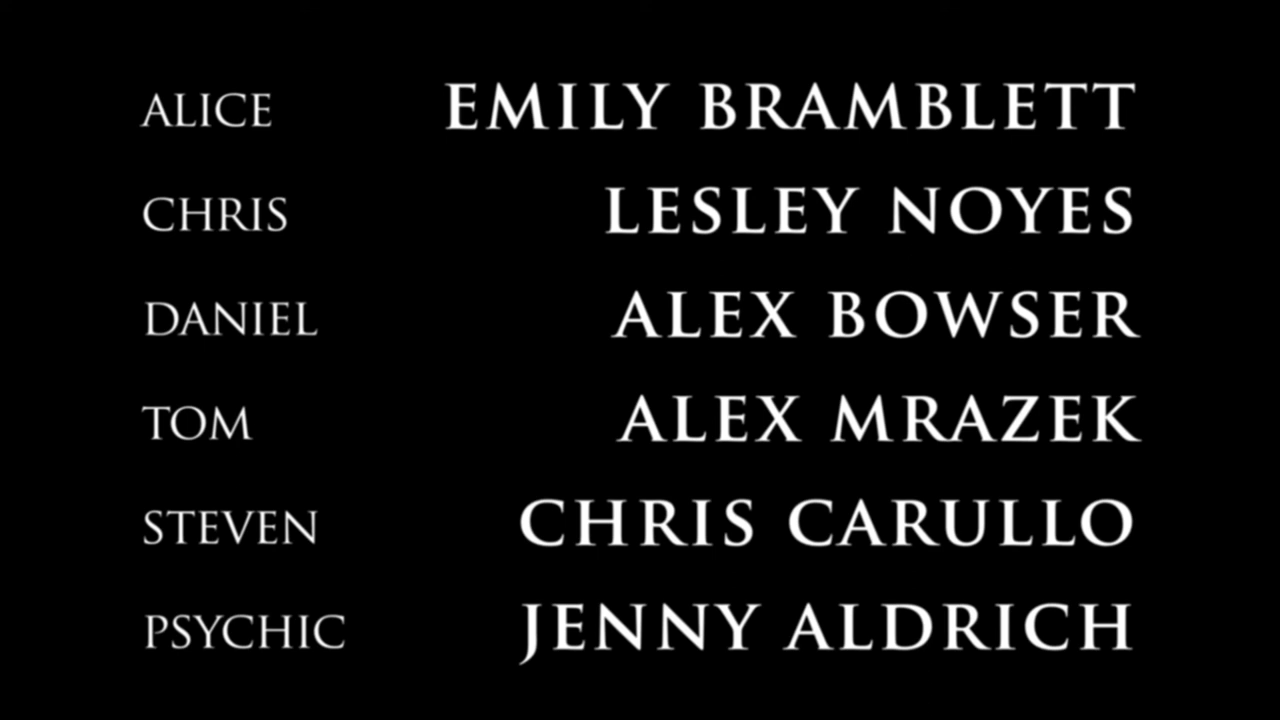 ALICE EMILY BRAMBLETT
CHRIS LESLEY NOYES
DANIEL ALEX BOWSER
TOM ALEX MRAZEK
STEVEN CHRIS CARULLO
PSYCHIC JENNY ALDRICH